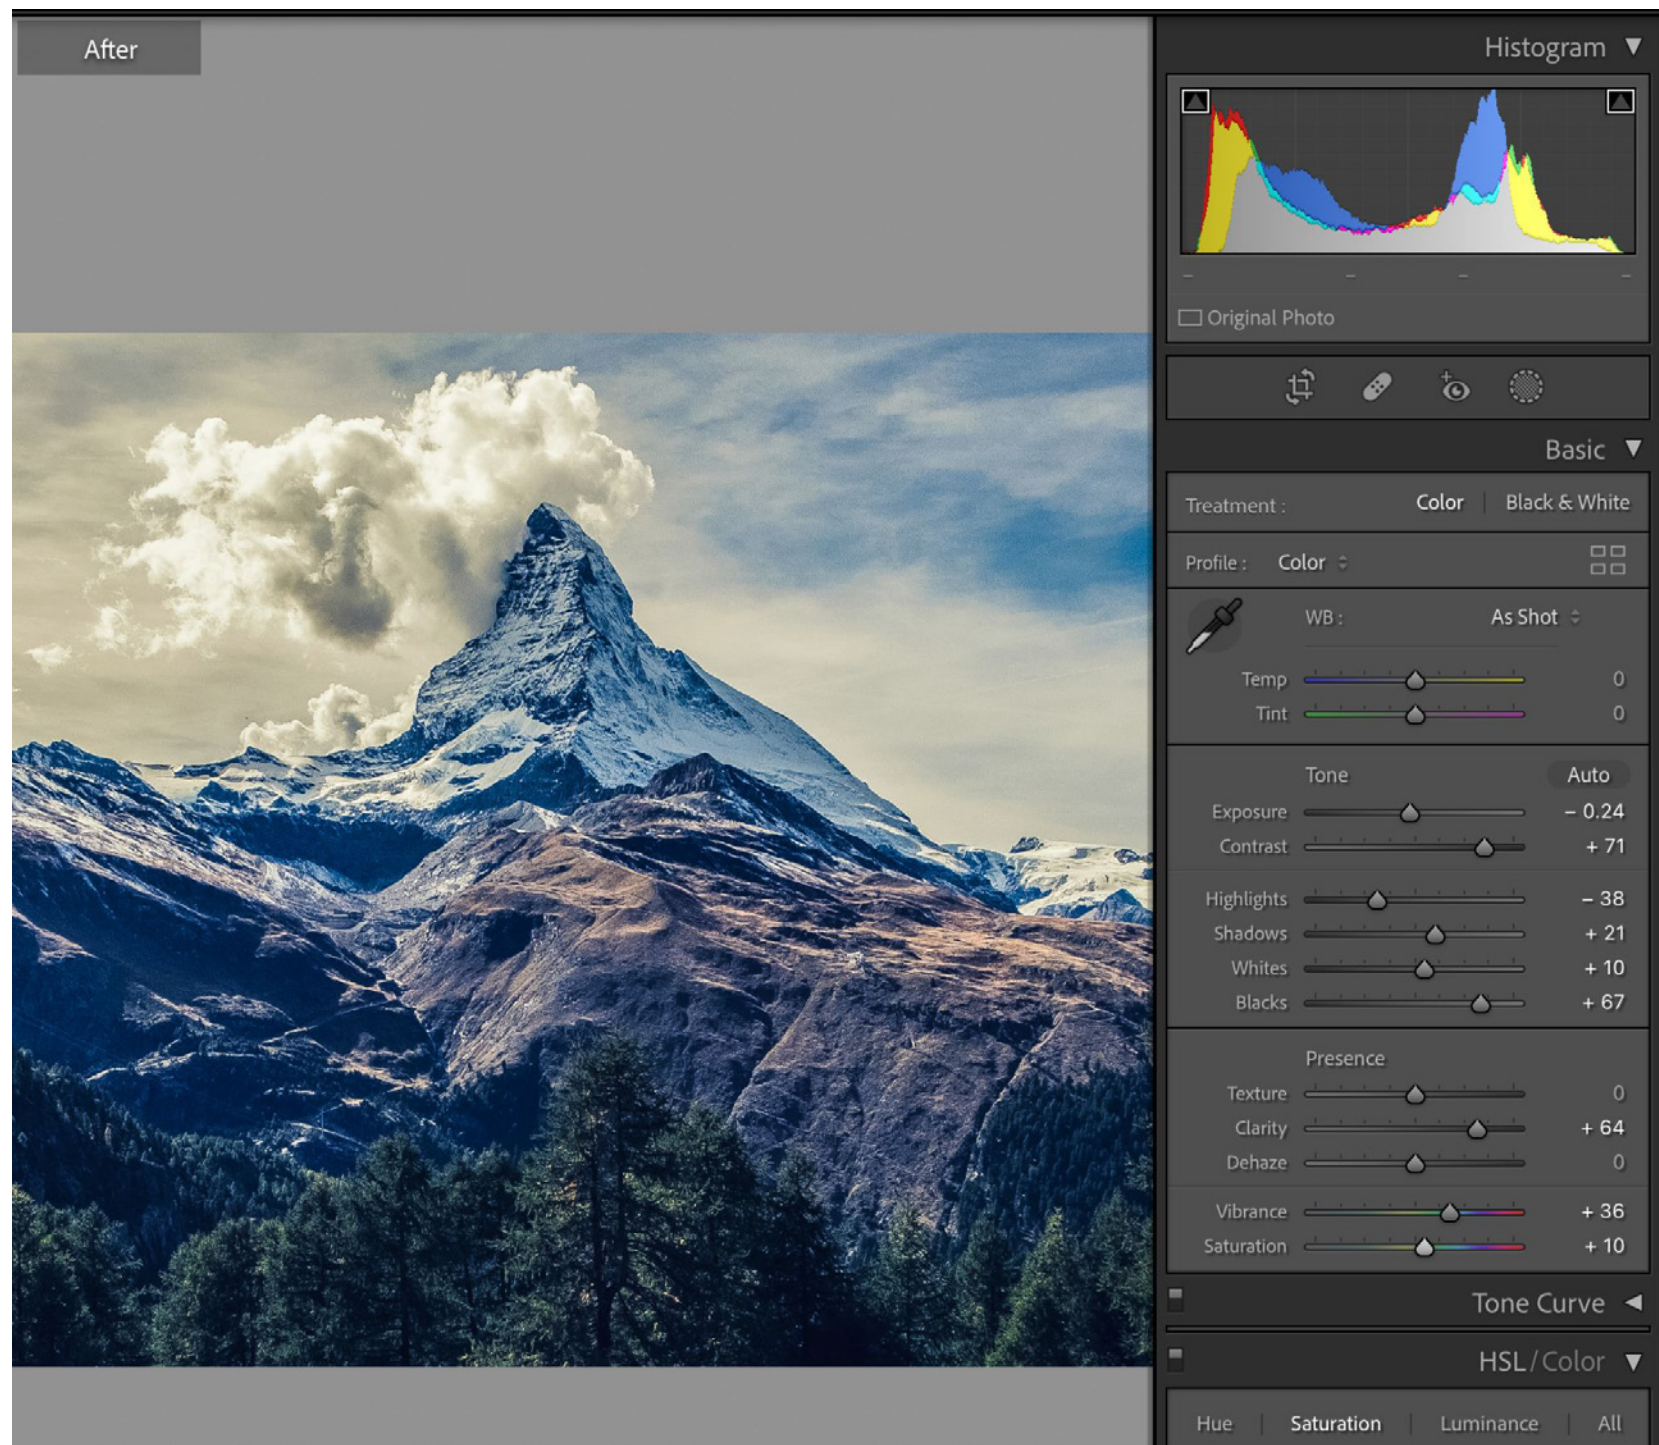 After
Histogram
Original Photo
Basic
Treatment : Color Black & White
Profile : Color
WB : As Shot
Temp 0
Tint 0
Tone Auto
Exposure – 0.24
Contrast + 71
Highlights – 38
Shadows + 21
Whites + 10
Blacks + 67
Presence
Texture 0
Clarity + 64
Dehaze 0
Vibrance + 36
Saturation + 10
Tone Curve
HSL / Color
Hue Saturation Luminance All